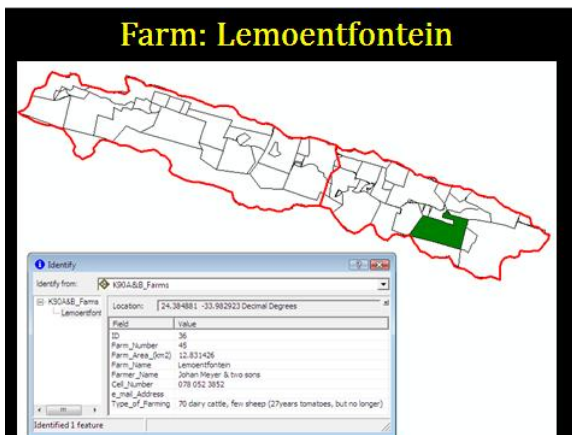 Farm: Lemoentfontein
Identify
Identify from: K90A&B_Farms
K90A&B_Farms
Lemoentfont
Location: 24.384881 -33.982923 Decimal Degrees
Field Value
ID 36
Farm_Number 45
Farm_Area_(km2) 12.831426
Farm_Name Lemoentfontein
Farmer_Name Johan Meyer & two sons
Cell_Number 078 052 3852
e_mail_Address
Type_of_Farming 70 dairy cattle, few sheep (27years tomatoes, but no longer)
Identified 1 feature